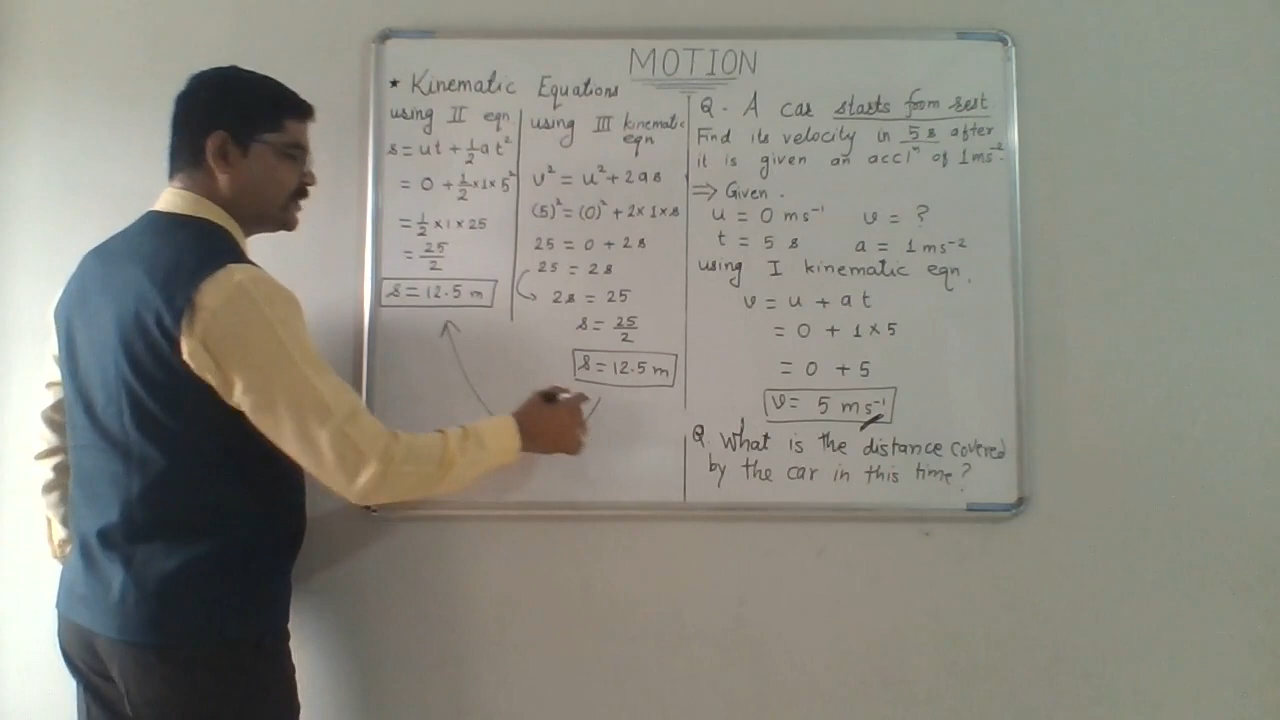 MOTION
* Kinematic Equations
using II eqn
s = ut + 1/2 a t²
= 0 + 1/2 × 1 × 5²
= 1/2 × 1 × 25
= 25/2
s = 12.5 m
using III kinematic
eqn
v² = u² + 2as
(5)² = (0)² + 2 × 1 × s
25 = 0 + 2s
25 = 2s
2s = 25
s = 25/2
s = 12.5 m
Q. A car starts from rest
Find its velocity in 5 s after
it is given an accⁿ of 1ms⁻².
⇒ Given.
u = 0 ms⁻¹ v = ?
t = 5 s a = 1 ms⁻²
using I kinematic eqn.
v = u + at
= 0 + 1 × 5
= 0 + 5
v = 5 ms⁻¹
Q. What is the distance covered
by the car in this time?